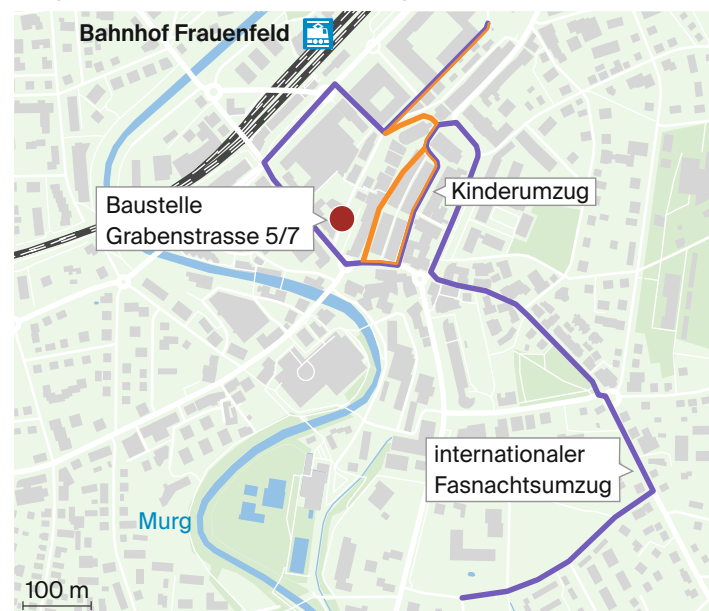 Bahnhof Frauenfeld
Baustelle
Grabenstrasse 5/7
Kinderumzug
internationaler
Fasnachtsumzug
Murg
100 m